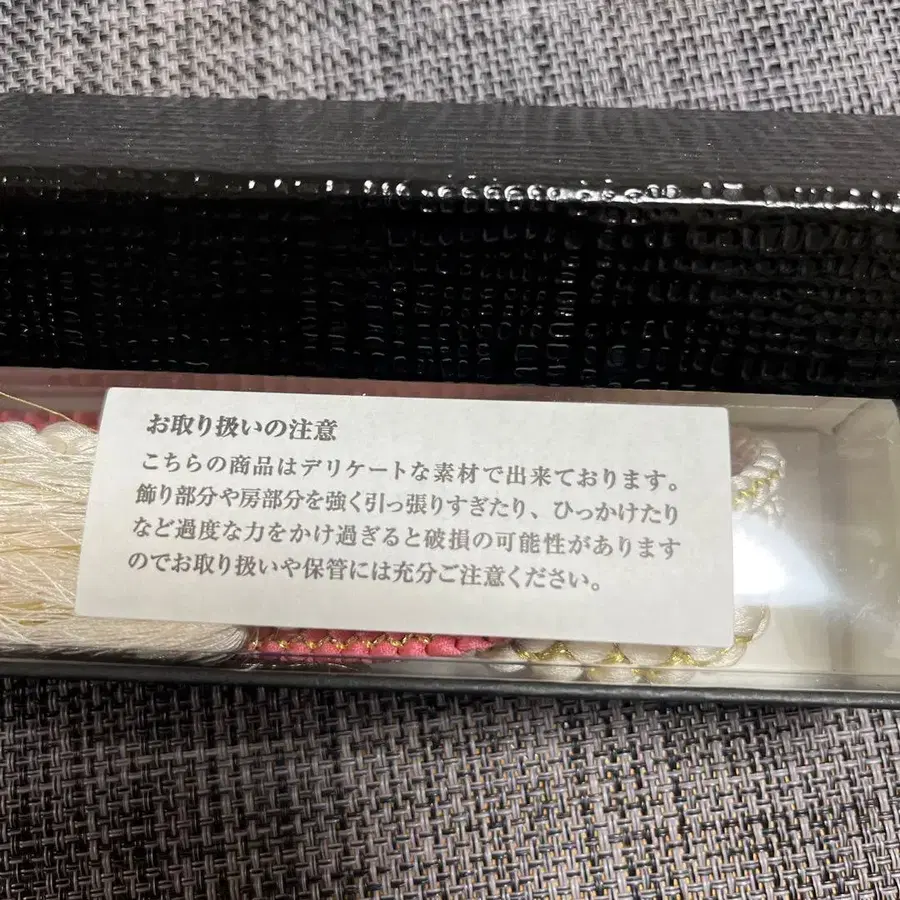 お取り扱いの注意
こちらの商品はデリケートな素材で出来ております。
飾り部分や房部分を強く引っ張りすぎたり、ひっかけたり
など過度な力をかけ過ぎると破損の可能性があります
のでお取り扱いや保管には充分ご注意ください。